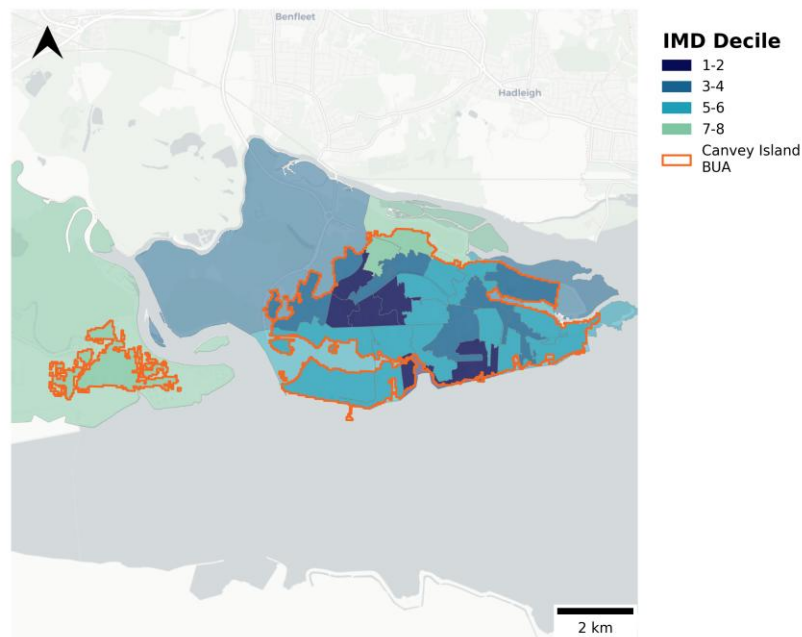 Benfleet
Hadleigh
IMD Decile
1-2
3-4
5-6
7-8
Canvey Island
BUA
2 km